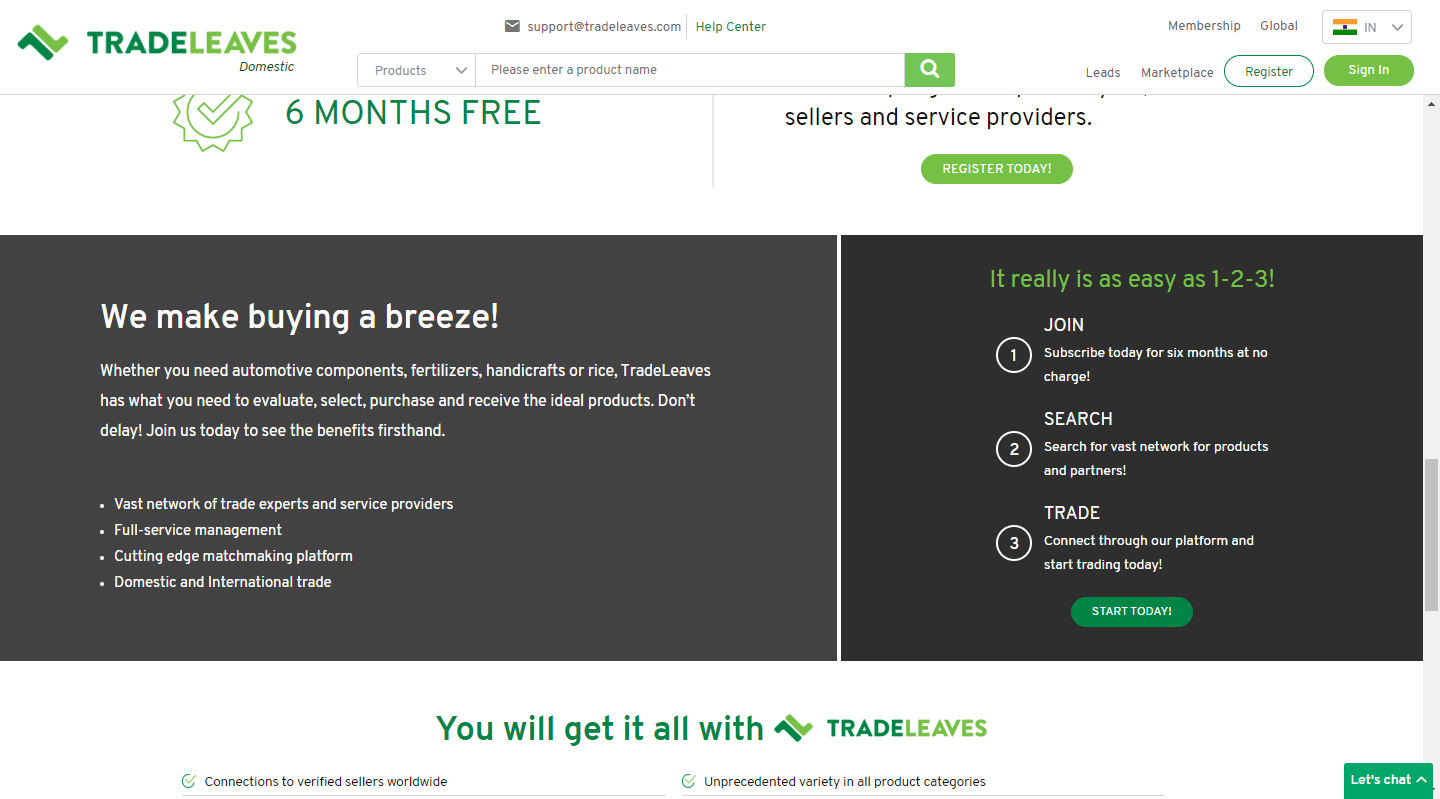 TRADELEAVES
Domestic
support@tradeleaves.com
Help Center
Membership
Global
IN
Products
Please enter a product name
Leads
Marketplace
Register
Sign In
6 MONTHS FREE
sellers and service providers.
REGISTER TODAY!
We make buying a breeze!
Whether you need automotive components, fertilizers, handicrafts or rice, TradeLeaves
has what you need to evaluate, select, purchase and receive the ideal products. Don't
delay! Join us today to see the benefits firsthand.
• Vast network of trade experts and service providers
• Full-service management
• Cutting edge matchmaking platform
• Domestic and International trade
It really is as easy as 1-2-3!
JOIN
1
Subscribe today for six months at no
charge!
SEARCH
2
Search for vast network for products
and partners!
TRADE
3
Connect through our platform and
start trading today!
START TODAY!
You will get it all with TRADELEAVES
Connections to verified sellers worldwide
Unprecedented variety in all product categories
Let's chat